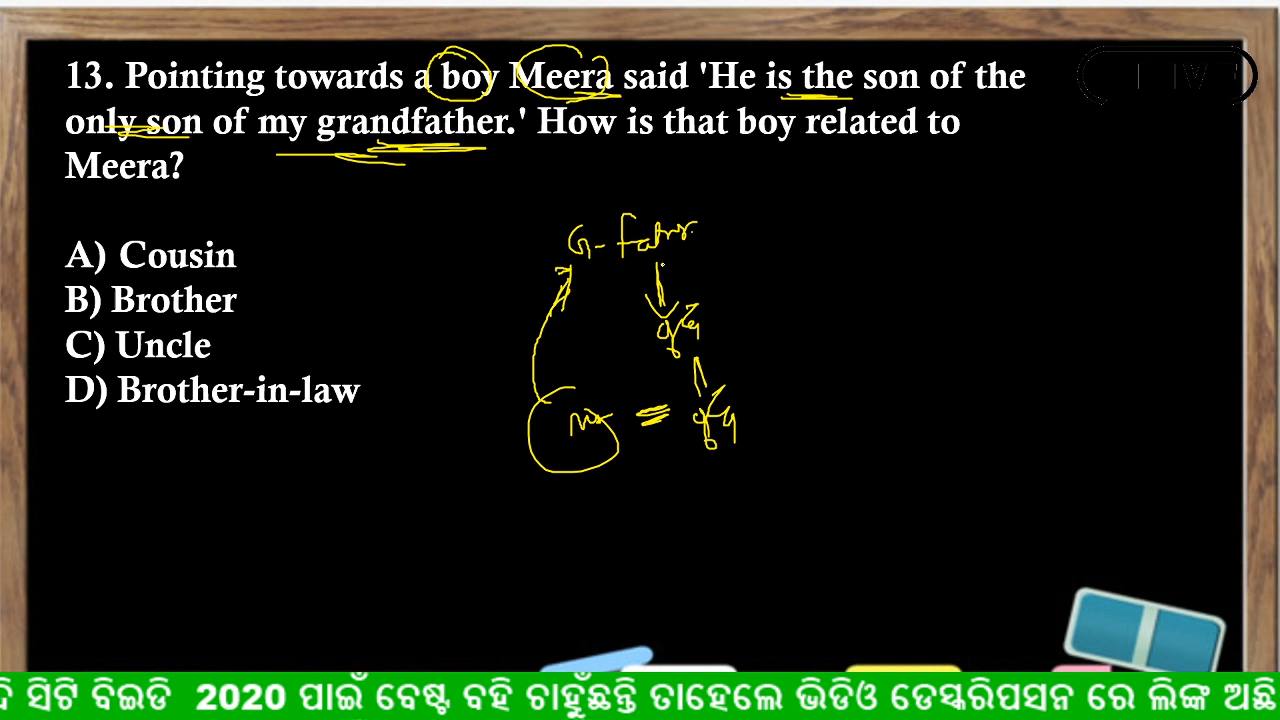 13. Pointing towards a boy Meera said 'He is the son of the
only son of my grandfather.' How is that boy related to
Meera?
A) Cousin
B) Brother
C) Uncle
D) Brother-in-law
G-
ସିଟି ବିଇଡି 2020 ପାଇଁ ବେଷ୍ଟ ବହି ଚାହୁଁଛନ୍ତି ତାହେଲେ ଭିଡିଓ ଡେସ୍କରିପସନ ରେ ଲିଙ୍କ ଅଛି